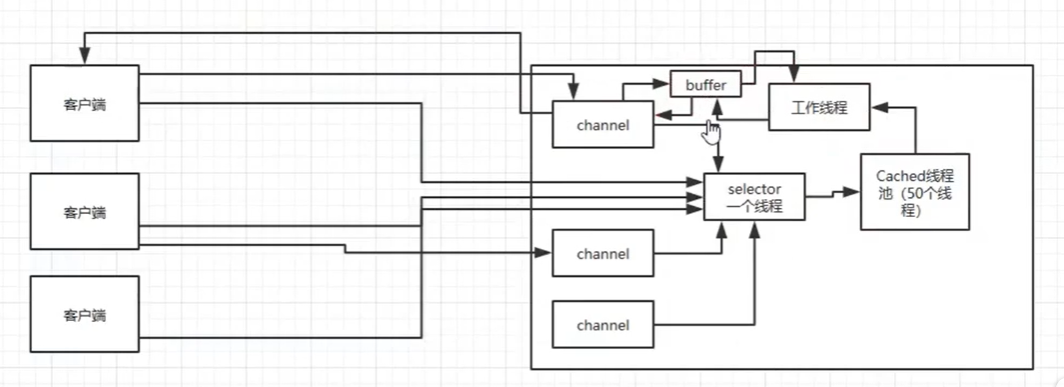 客户端
客户端
客户端
buffer
channel
工作线程
selector
一个线程
Cached线程
池（50个线
程）
channel
channel